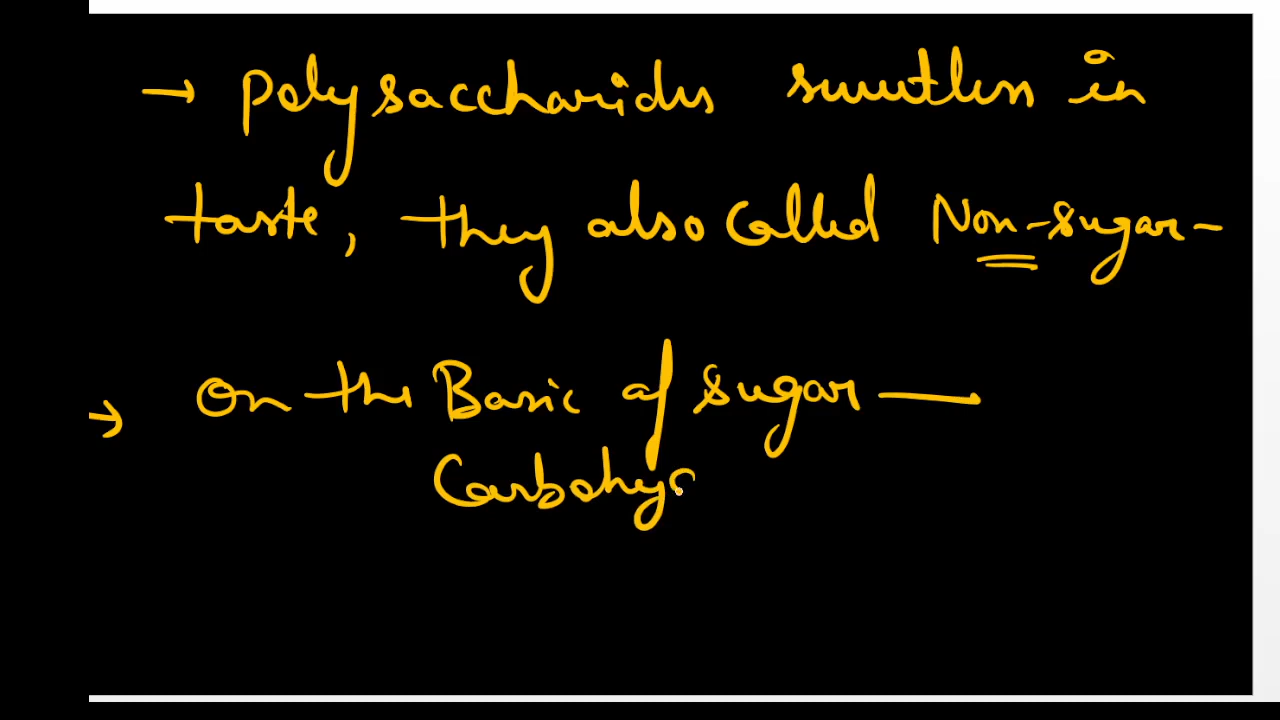 → Polysaccharides sweetless in
taste, they also called Non-sugar-
→ On the Basic of sugar —
Carbohy